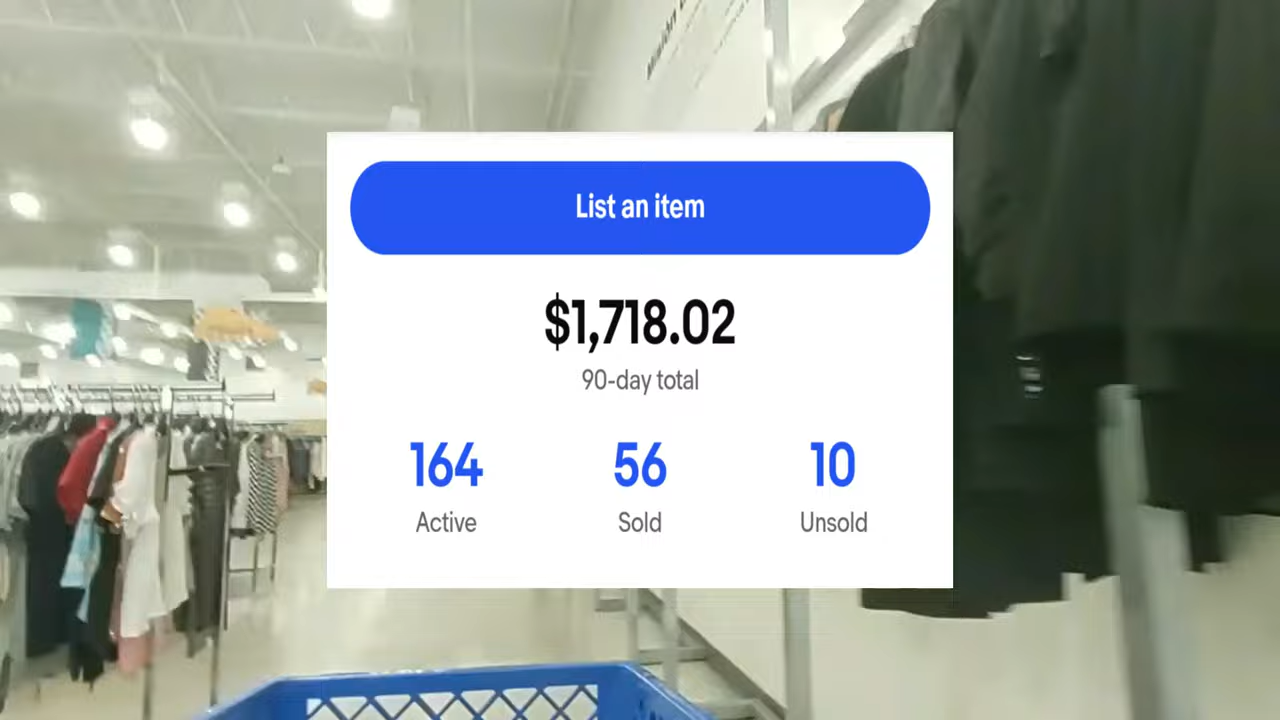 List an item
$1,718.02
90-day total
164 56 10
Active Sold Unsold